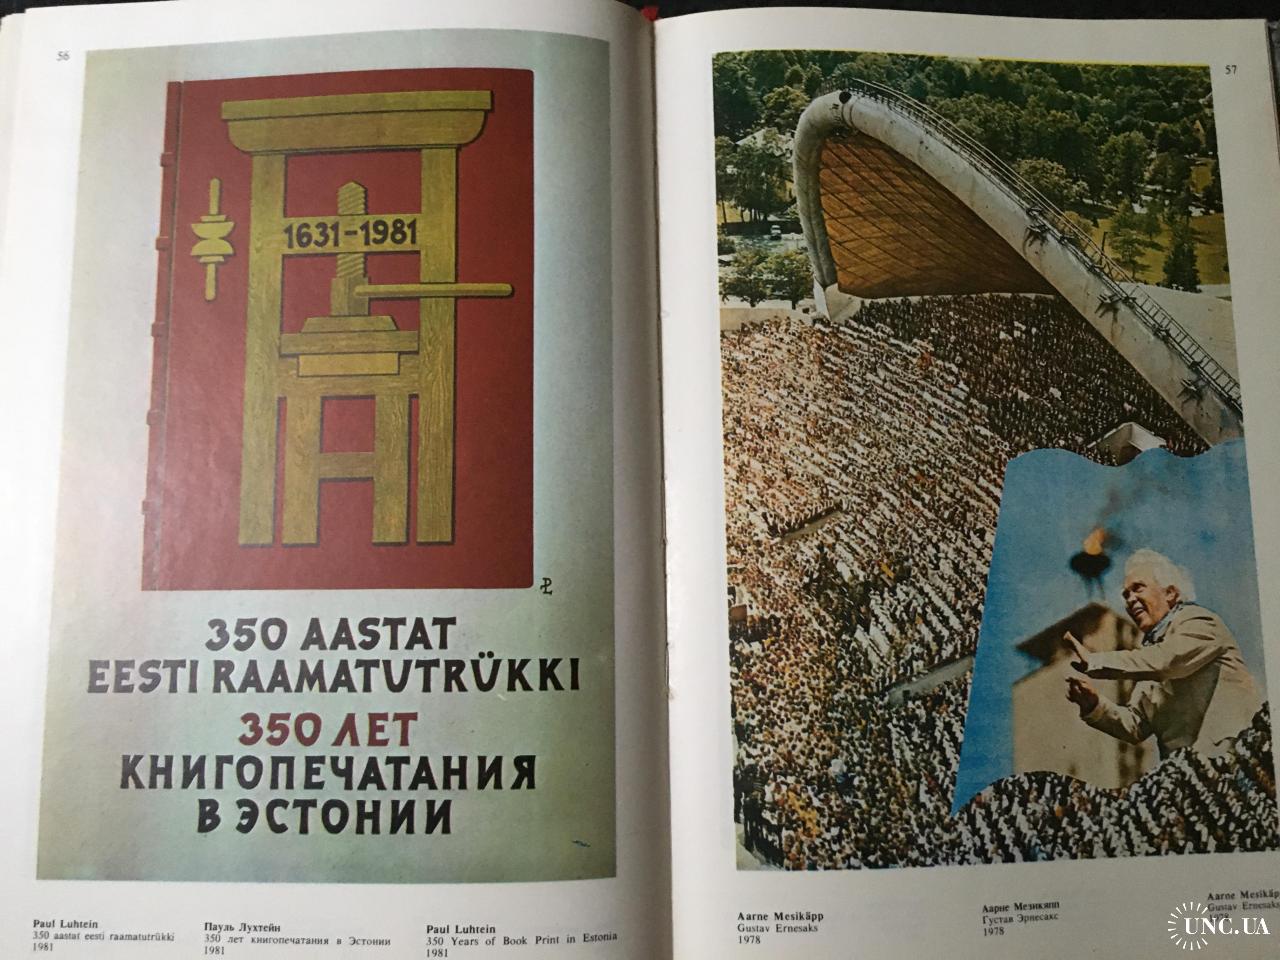 56
1631-1981
350 AASTAT
EESTI RAAMATUTRÜKKI
350 ЛЕТ
КНИГОПЕЧАТАНИЯ
В ЭСТОНИИ
Paul Luhtein
350 aastat eesti raamatutrükki
1981
Пауль Лухтейн
350 лет книгопечатания в Эстонии
1981
Paul Luhtein
350 Years of Book Print in Estonia
1981
57
Aarne Mesikäpp
Gustav Ernesaks
1978
Аарне Мезикяпп
Густав Эрнесакс
1978
Aarne Mesikäpp
Gustav Ernesaks
1978
UNC.UA